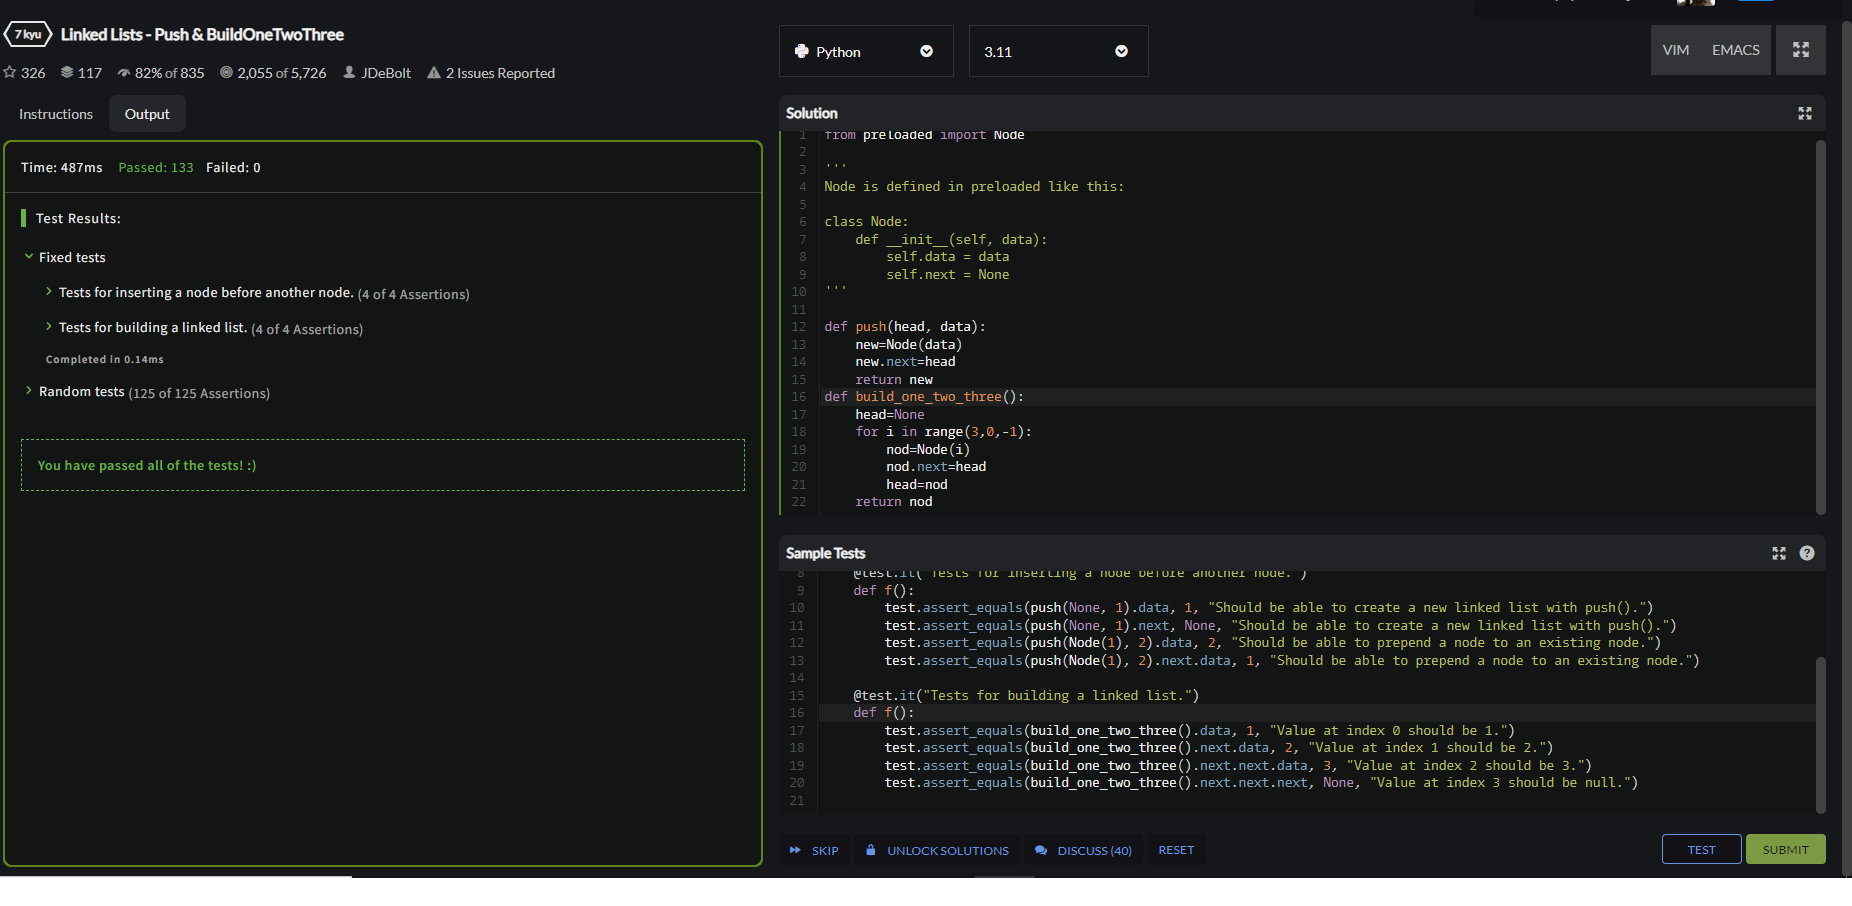 7 kyu Linked Lists - Push & BuildOneTwoThree
326 117 82% of 835 2,055 of 5,726 JDeBolt 2 Issues Reported
Instructions Output
Time: 487ms Passed: 133 Failed: 0
Test Results:
Fixed tests
Tests for inserting a node before another node. (4 of 4 Assertions)
Tests for building a linked list. (4 of 4 Assertions)
Completed in 0.14ms
Random tests (125 of 125 Assertions)
You have passed all of the tests! :)
Python 3.11 VIM EMACS
Solution
1 from preloaded import Node
2
3 '''
4 Node is defined in preloaded like this:
5
6 class Node:
7     def __init__(self, data):
8         self.data = data
9         self.next = None
10 '''
11
12 def push(head, data):
13     new=Node(data)
14     new.next=head
15     return new
16 def build_one_two_three():
17     head=None
18     for i in range(3,0,-1):
19         nod=Node(i)
20         nod.next=head
21         head=nod
22     return nod
Sample Tests
8     @test.it("Tests for inserting a node before another node.")
9     def f():
10         test.assert_equals(push(None, 1).data, 1, "Should be able to create a new linked list with push().")
11         test.assert_equals(push(None, 1).next, None, "Should be able to create a new linked list with push().")
12         test.assert_equals(push(Node(1), 2).data, 2, "Should be able to prepend a node to an existing node.")
13         test.assert_equals(push(Node(1), 2).next.data, 1, "Should be able to prepend a node to an existing node.")
14
15     @test.it("Tests for building a linked list.")
16     def f():
17         test.assert_equals(build_one_two_three().data, 1, "Value at index 0 should be 1.")
18         test.assert_equals(build_one_two_three().next.data, 2, "Value at index 1 should be 2.")
19         test.assert_equals(build_one_two_three().next.next.data, 3, "Value at index 2 should be 3.")
20         test.assert_equals(build_one_two_three().next.next.next, None, "Value at index 3 should be null.")
21
SKIP UNLOCK SOLUTIONS DISCUSS (40) RESET TEST SUBMIT